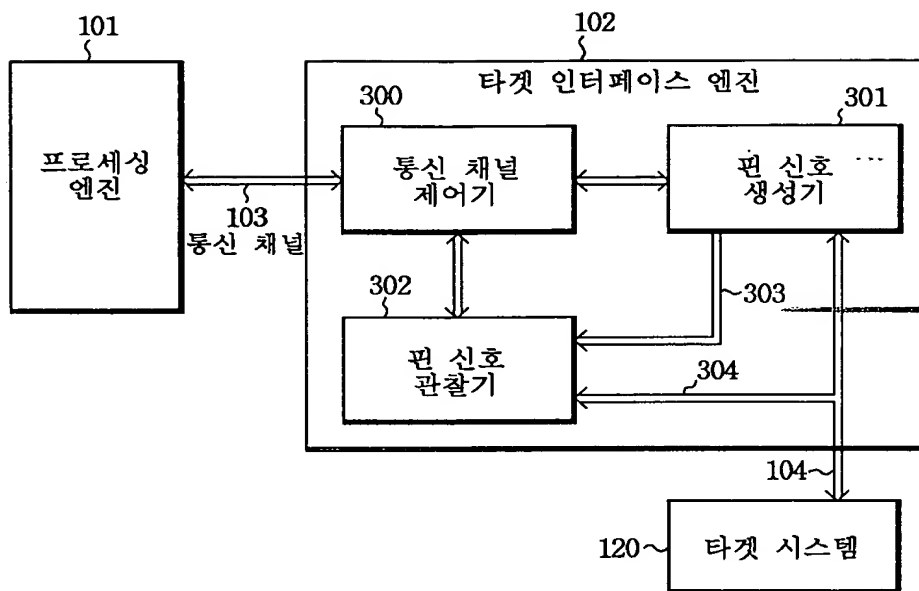 101
프로세싱
엔진
103
통신 채널
102
타겟 인터페이스 엔진
300
통신 채널
제어기
301
핀 신호
생성기
302
핀 신호
관찰기
303
304
104
120
타겟 시스템